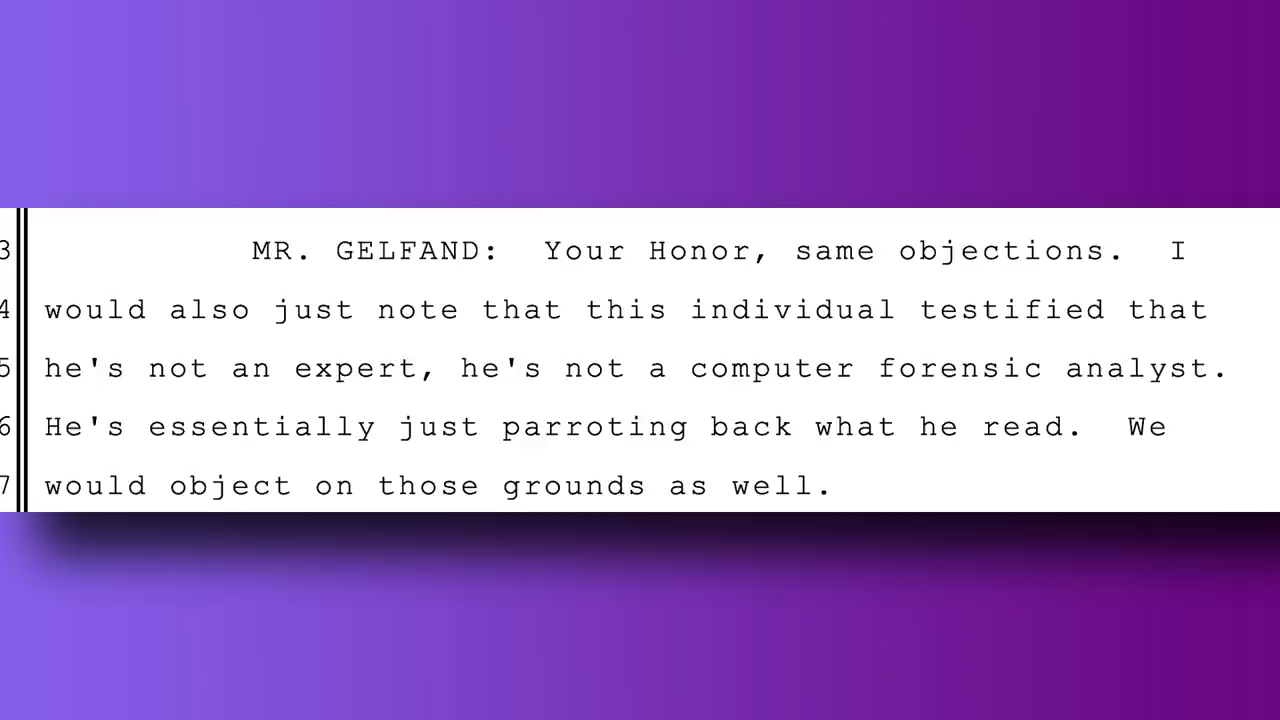 3 MR. GELFAND: Your Honor, same objections. I
4 would also just note that this individual testified that
5 he's not an expert, he's not a computer forensic analyst.
6 He's essentially just parroting back what he read. We
7 would object on those grounds as well.